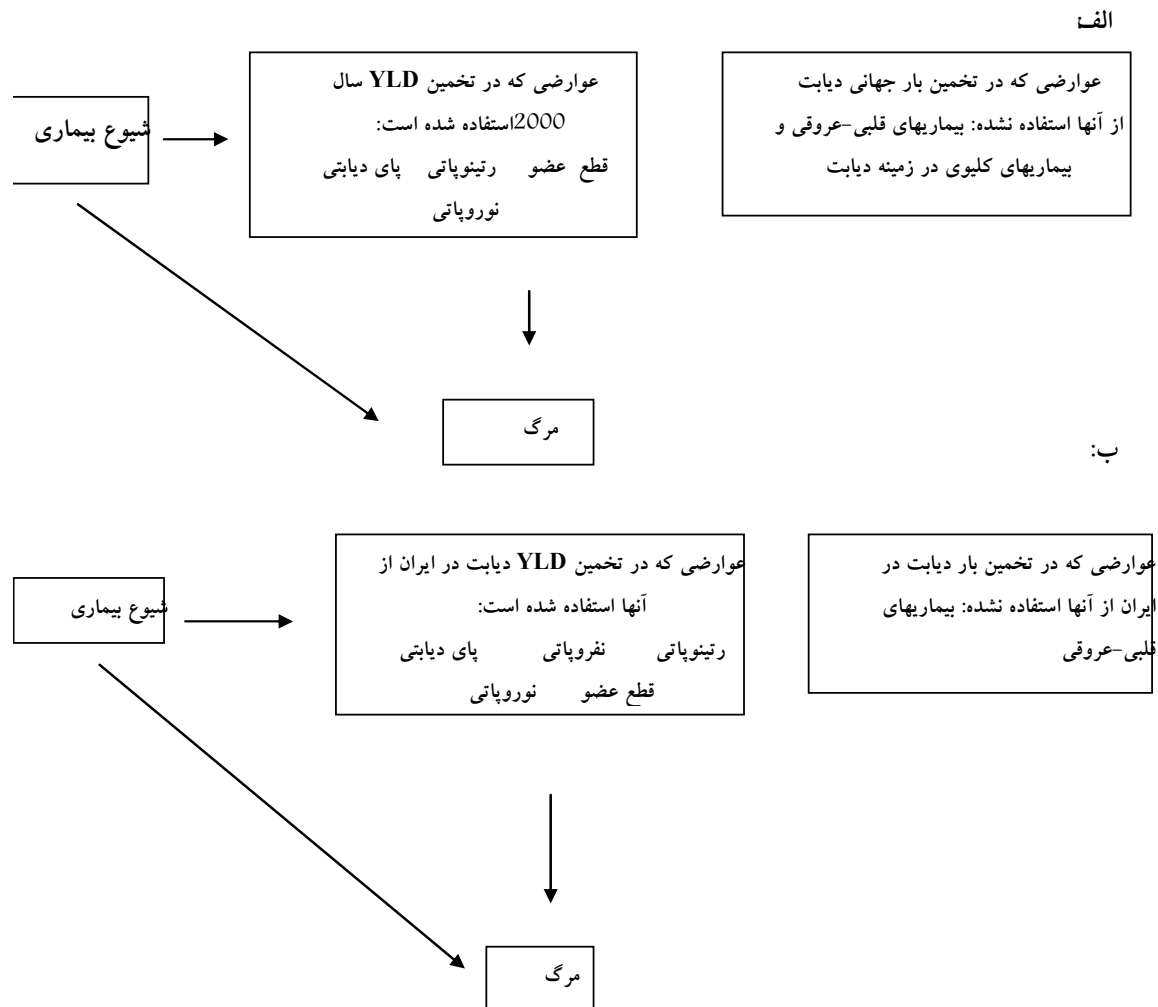 الف:
عوارضی که در تخمین بار جهانی دیابت
از آنها استفاده نشده: بیماریهای قلبی-عروقی و
بیماریهای کلیوی در زمینه دیابت
عوارضی که در تخمین YLD سال
2000استفاده شده است:
قطع عضو رتینوپاتی پای دیابتی
نوروپاتی
شیوع بیماری
مرگ
ب:
عوارضی که در تخمین بار دیابت در
ایران از آنها استفاده نشده: بیماریهای
قلبی-عروقی
عوارضی که در تخمین YLD دیابت در ایران از
آنها استفاده شده است:
رتینوپاتی نفروپاتی پای دیابتی
قطع عضو نوروپاتی
شیوع بیماری
مرگ